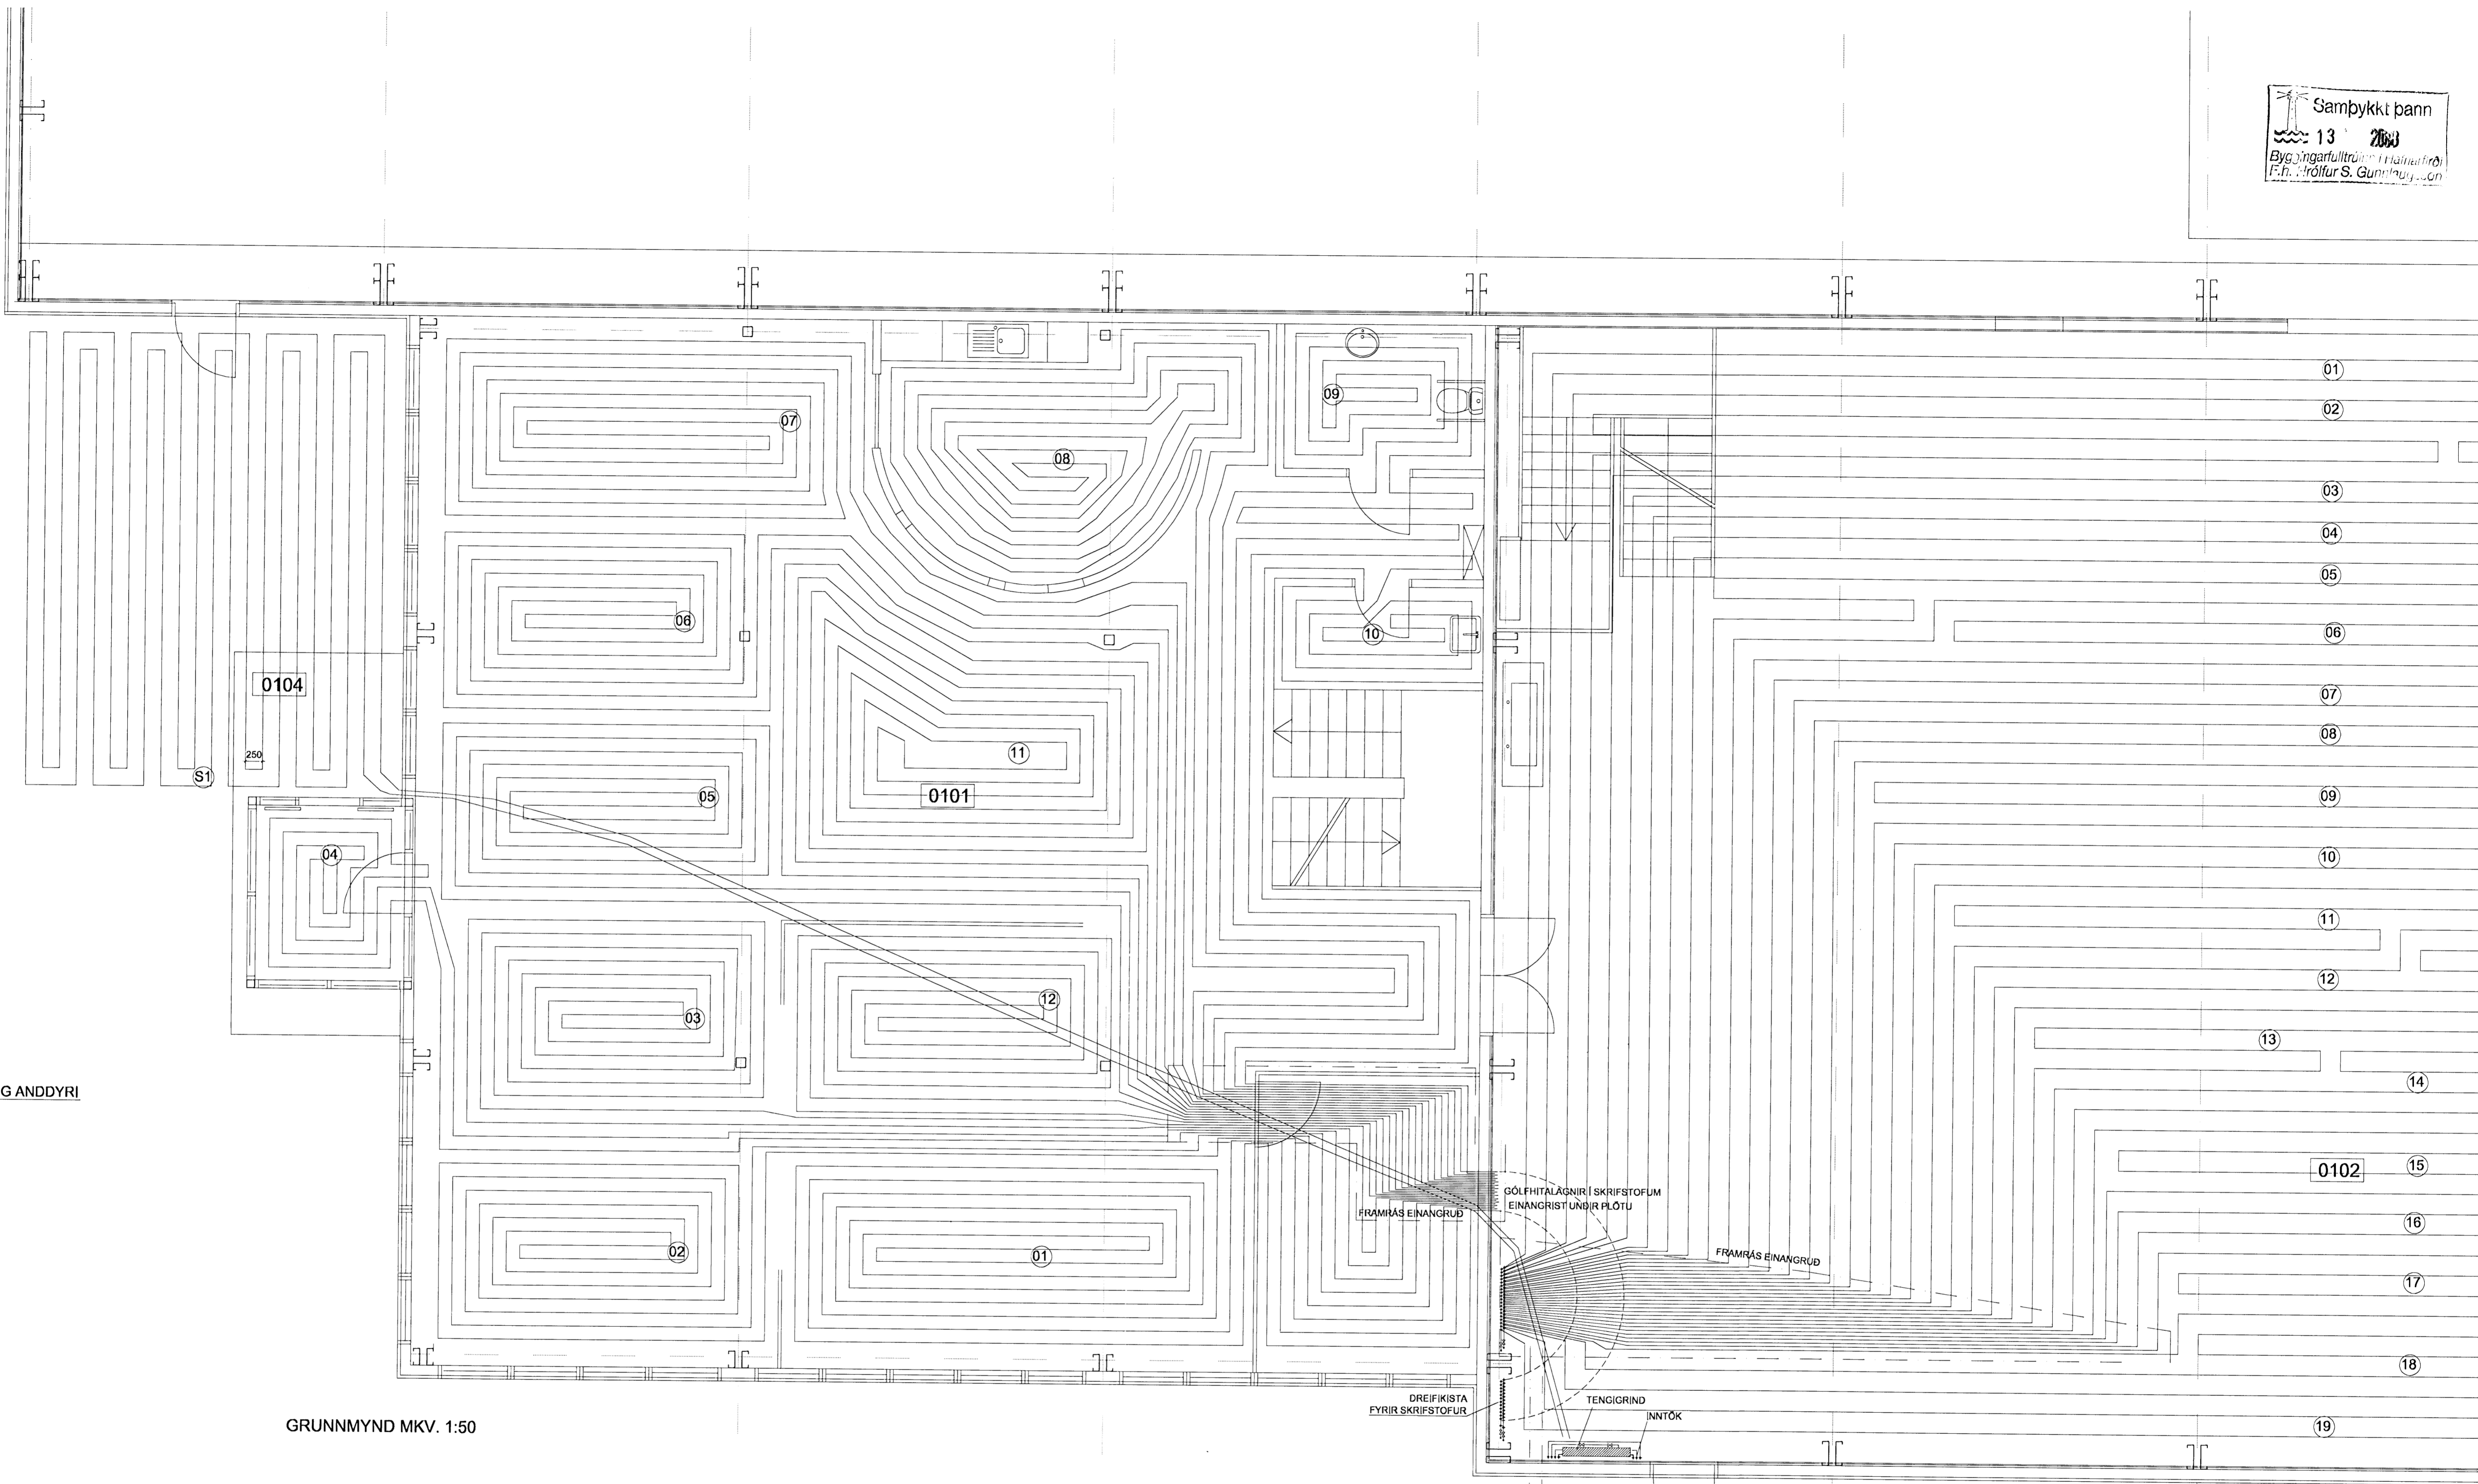 Samþykkt þann
13
Byggingarfulltrúinn í Hafnarfirði
F.h. Hrólfur S. Gunnlaugsson
01
02
03
04
05
06
07
08
09
10
11
12
13
14
15
0102
16
17
18
19
07
08
09
06
10
0104
11
250
S1
05
0101
04
12
03
G ANDDYRI
02
01
GÓLFHITALAGNIR Í SKRIFSTOFUM
EINANGRIST UNDIR PLÖTU
FRAMRÁS EINANGRUÐ
FRAMRÁS EINANGRUÐ
DREIFIKISTA
FYRIR SKRIFSTOFUR
TENGIGRIND
INNTÖK
GRUNNMYND MKV. 1:50